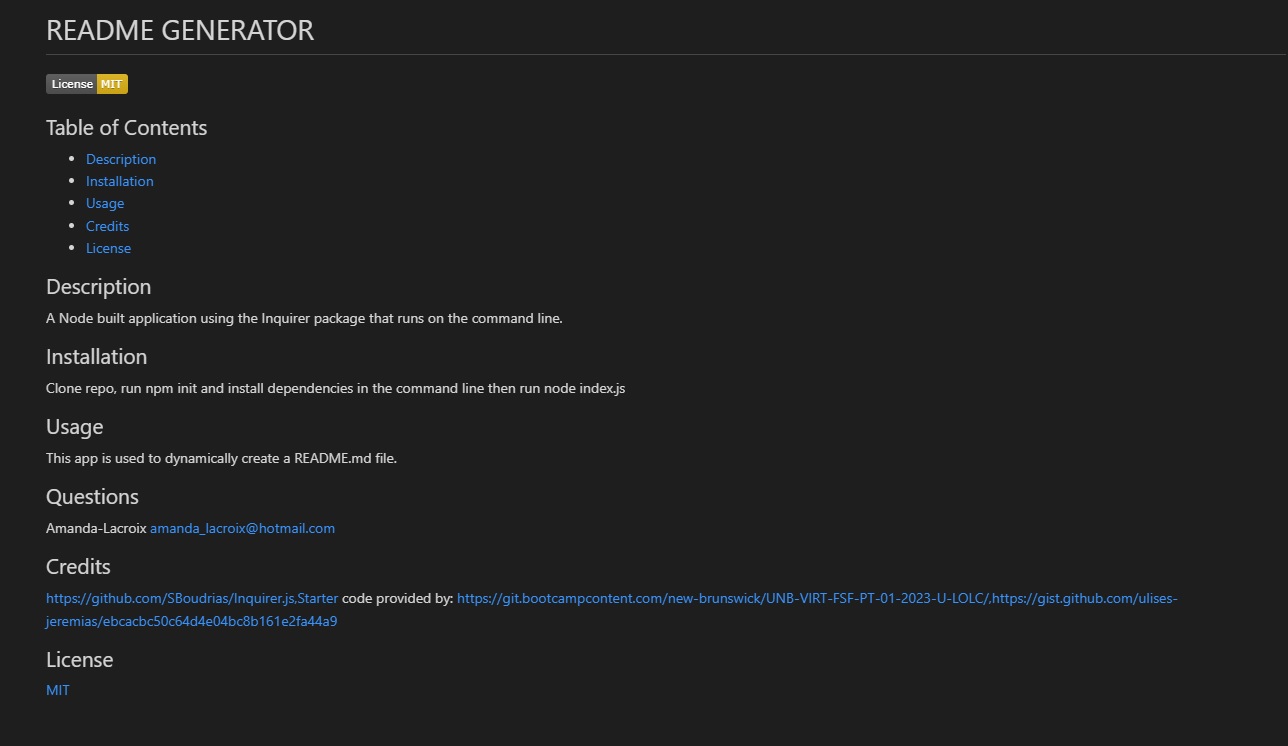 README GENERATOR
License MIT
Table of Contents
Description
Installation
Usage
Credits
License
Description
A Node built application using the Inquirer package that runs on the command line.
Installation
Clone repo, run npm init and install dependencies in the command line then run node index.js
Usage
This app is used to dynamically create a README.md file.
Questions
Amanda-Lacroix amanda_lacroix@hotmail.com
Credits
https://github.com/SBoudrias/Inquirer.js,Starter code provided by: https://git.bootcampcontent.com/new-brunswick/UNB-VIRT-FSF-PT-01-2023-U-LOLC/,https://gist.github.com/ulises-
jeremias/ebcacbc50c64d4e04bc8b161e2fa44a9
License
MIT